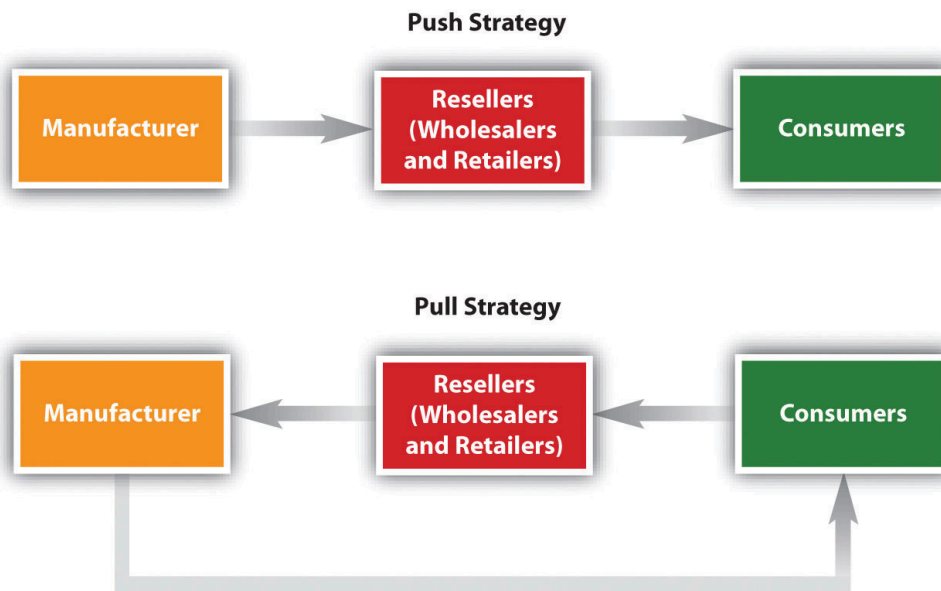 Push Strategy
Manufacturer
Resellers
(Wholesalers
and Retailers)
Consumers
Pull Strategy
Manufacturer
Resellers
(Wholesalers
and Retailers)
Consumers